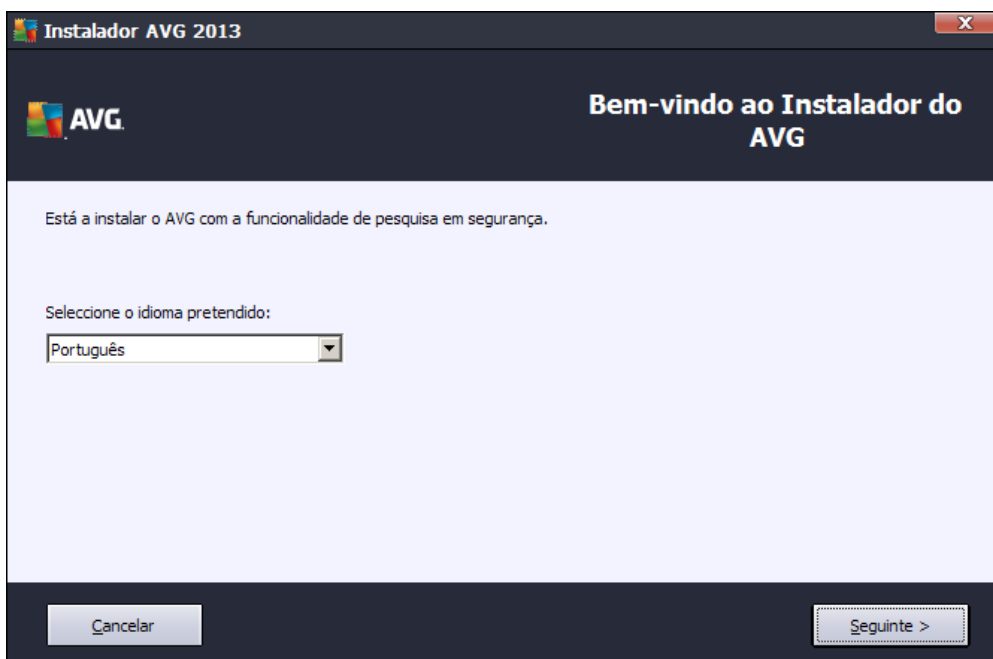 Instalador AVG 2013
X
AVG.
Bem-vindo ao Instalador do
AVG
Está a instalar o AVG com a funcionalidade de pesquisa em segurança.
Seleccione o idioma pretendido:
Português
Cancelar
Seguinte >